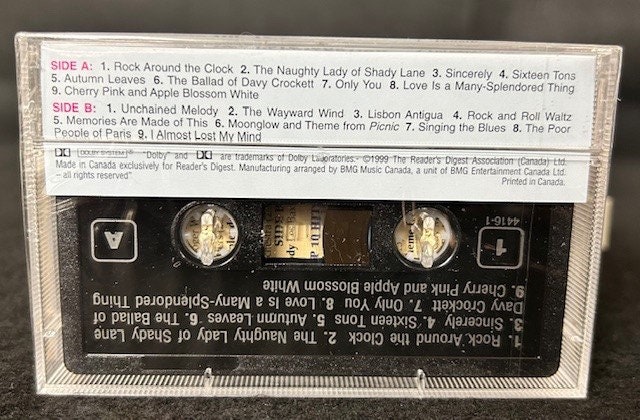 SIDE A: 1. Rock Around the Clock 2. The Naughty Lady of Shady Lane 3. Sincerely 4. Sixteen Tons
5. Autumn Leaves 6. The Ballad of Davy Crockett 7. Only You 8. Love Is a Many-Splendored Thing
9. Cherry Pink and Apple Blossom White
SIDE B: 1. Unchained Melody 2. The Wayward Wind 3. Lisbon Antigua 4. Rock and Roll Waltz
5. Memories Are Made of This 6. Moonglow and Theme from Picnic 7. Singing the Blues 8. The Poor
People of Paris 9. I Almost Lost My Mind
DOLBY SYSTEM® "Dolby" and are trademarks of Dolby Laboratories.- ©1999 The Reader's Digest Association (Canada) Ltd.
Made in Canada exclusively for Reader's Digest. Manufacturing arranged by BMG Music Canada, a unit of BMG Entertainment Canada Ltd.
– all rights reserved"
Printed in Canada.
A
1
4416-1
1. Rock Around the Clock 2. The Naughty Lady of Shady Lane
3. Sincerely 4. Sixteen Tons 5. Autumn Leaves 6. The Ballad of
Davy Crockett 7. Only You 8. Love Is a Many-Splendored Thing
9. Cherry Pink and Apple Blossom White